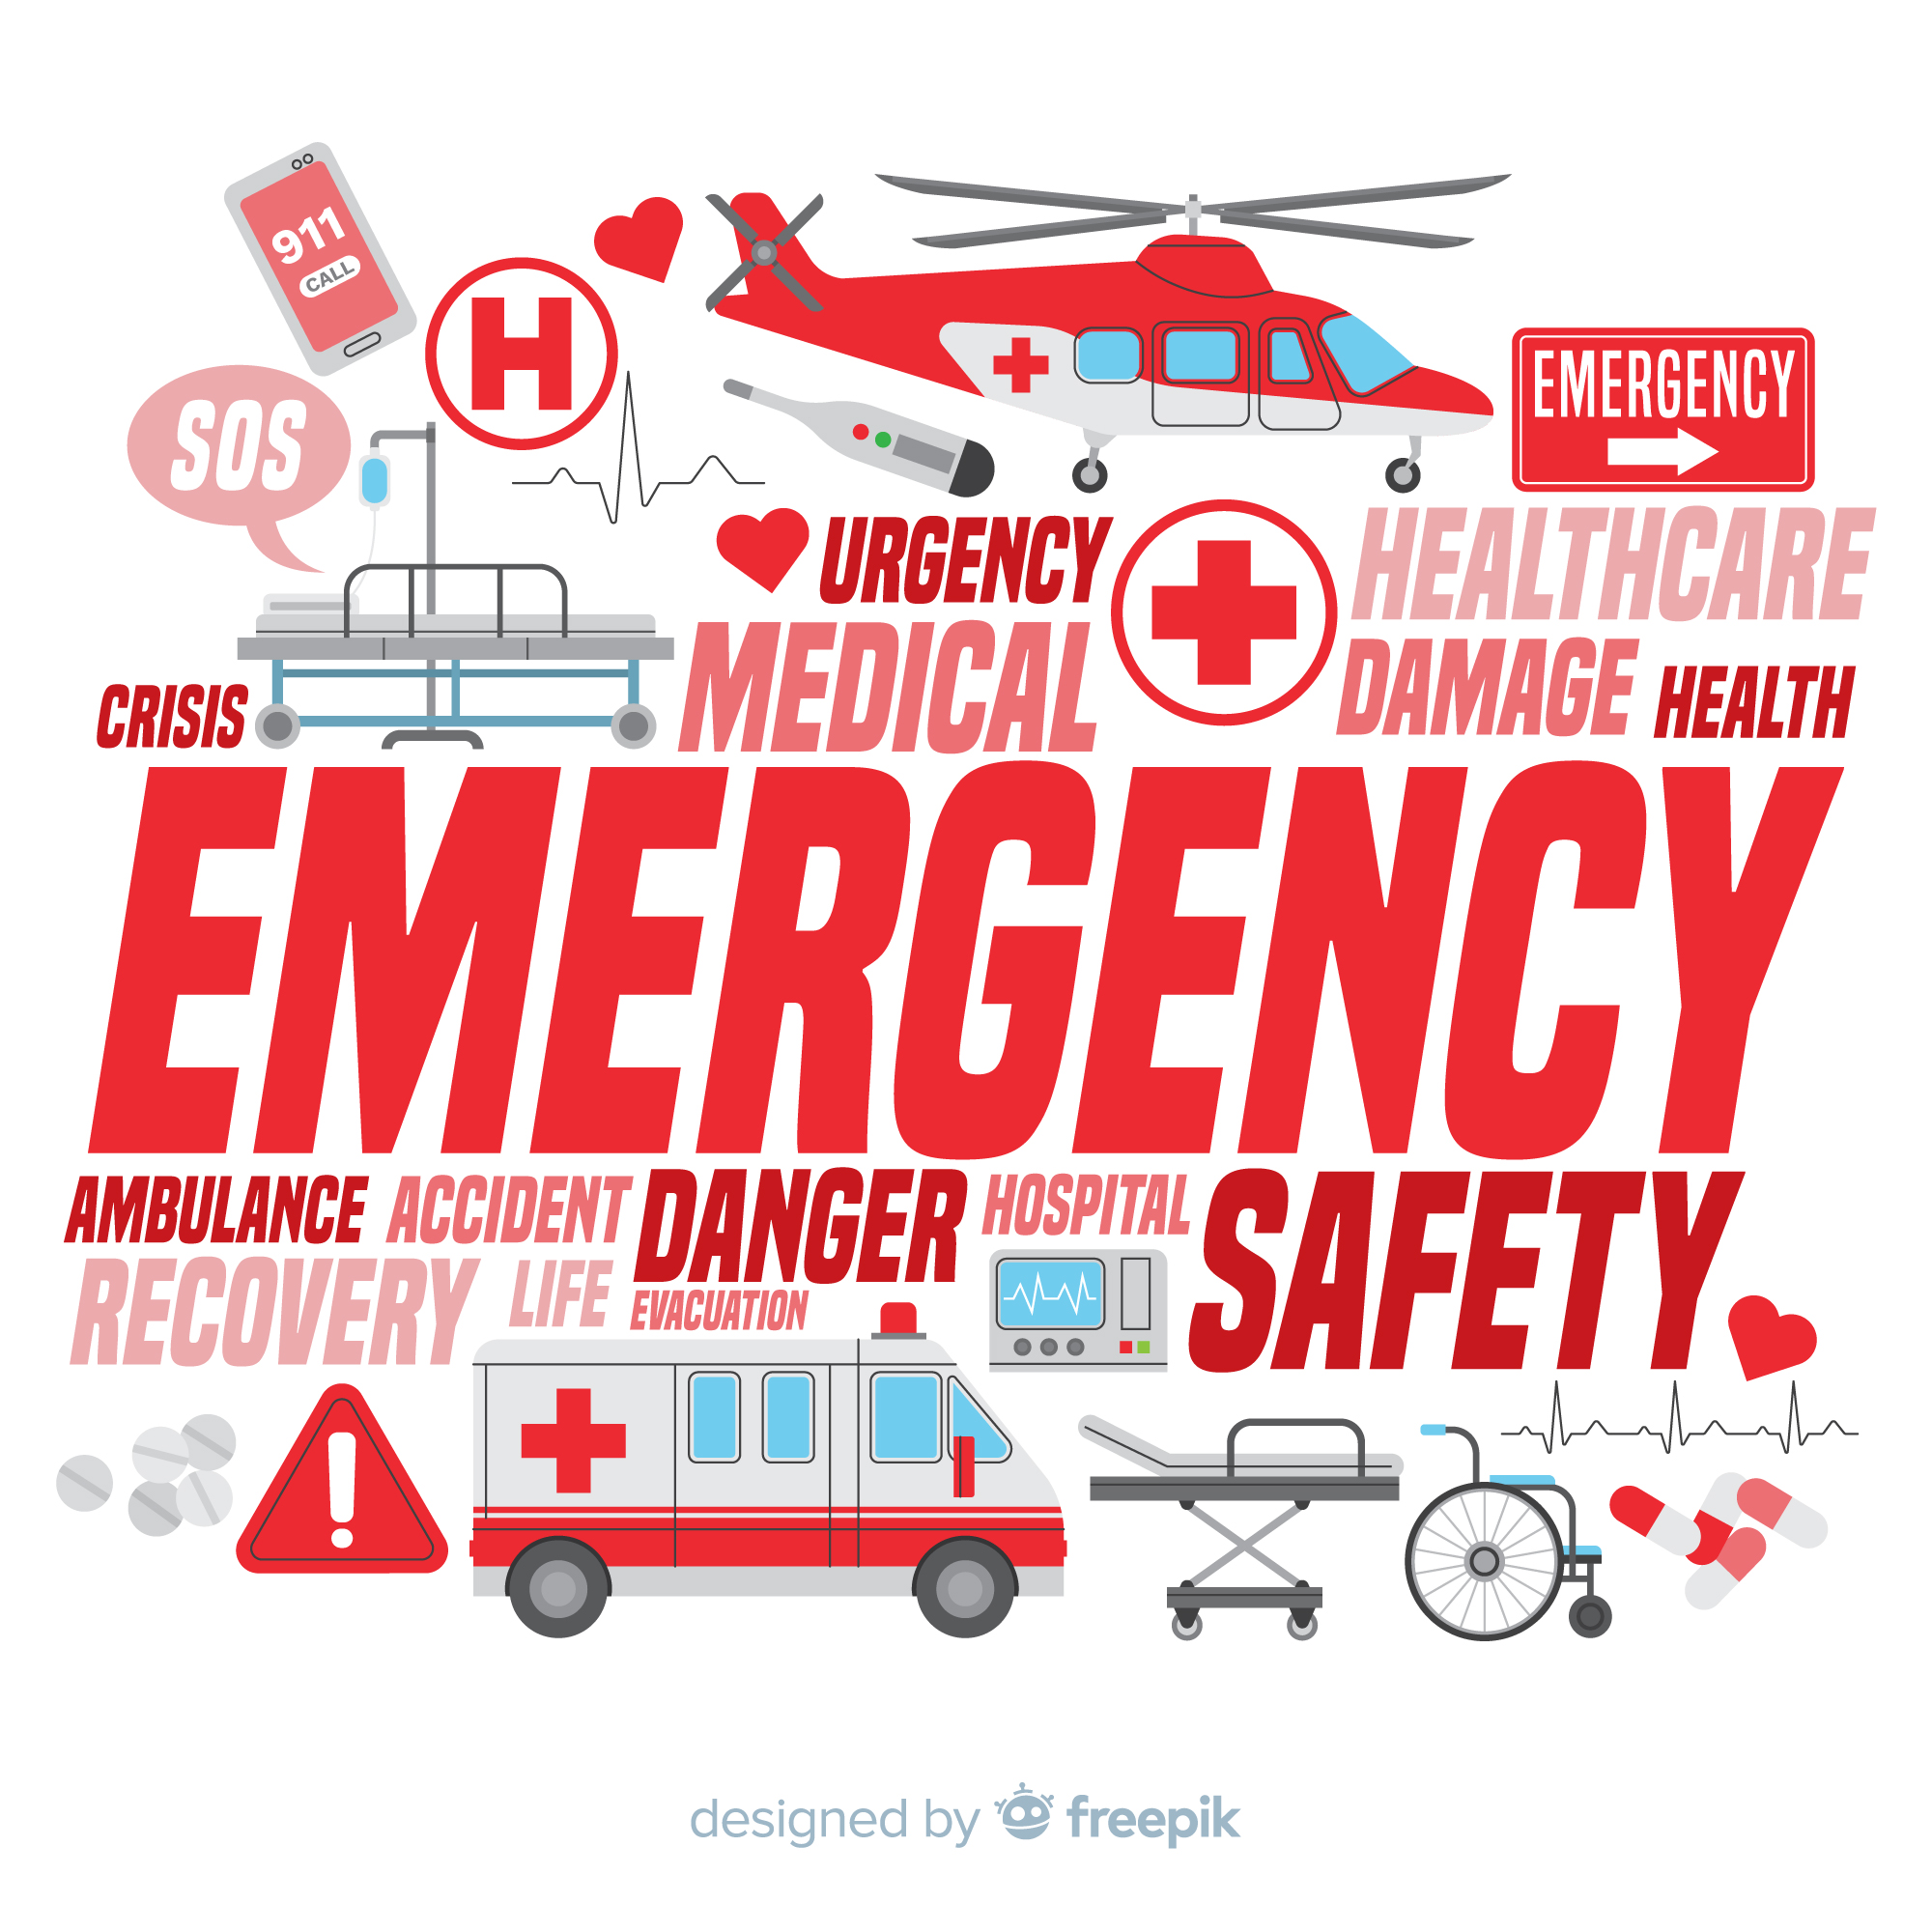 911
CALL
H
SOS
EMERGENCY
URGENCY
HEALTHCARE
MEDICAL
DAMAGE
HEALTH
CRISIS
EMERGENCY
AMBULANCE
ACCIDENT
DANGER
HOSPITAL
SAFETY
RECOVERY
LIFE
EVACUATION
!
designed by freepik